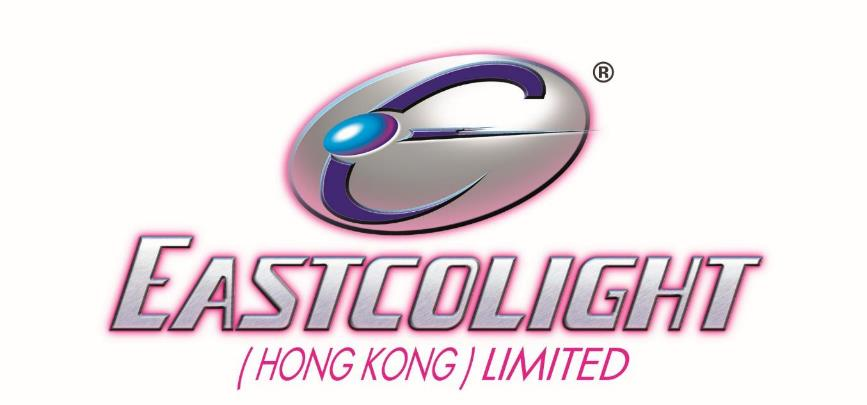 ®
EASTCOLIGHT
( HONG KONG ) LIMITED